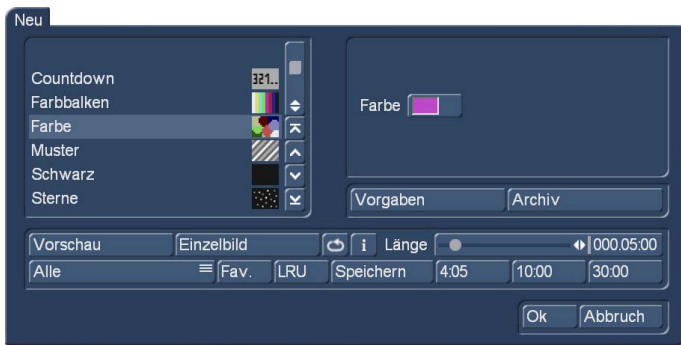 Neu
Countdown 321..
Farbbalken
Farbe
Muster
Schwarz
Sterne
Farbe
Vorgaben Archiv
Vorschau Einzelbild i Länge 000.05:00
Alle Fav. LRU Speichern 4:05 10:00 30:00
Ok Abbruch